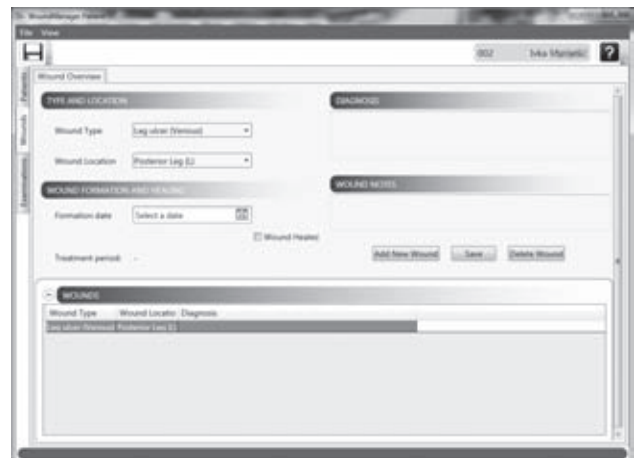 WoundManager Patient
File View
002
?
Patients
Wounds
Examinations
Wound Overview
TYPE AND LOCATION
DIAGNOSIS
Wound Type Leg ulcer (Venous)
Wound Location Posterior Leg (L)
WOUND FORMATION AND HEALING
WOUND NOTES
Formation date Select a date
Wound Healed
Treatment period: -
Add New Wound Save Delete Wound
WOUNDS
Wound Type Wound Locatio Diagnosis
Leg ulcer (Venous) Posterior Leg (L)